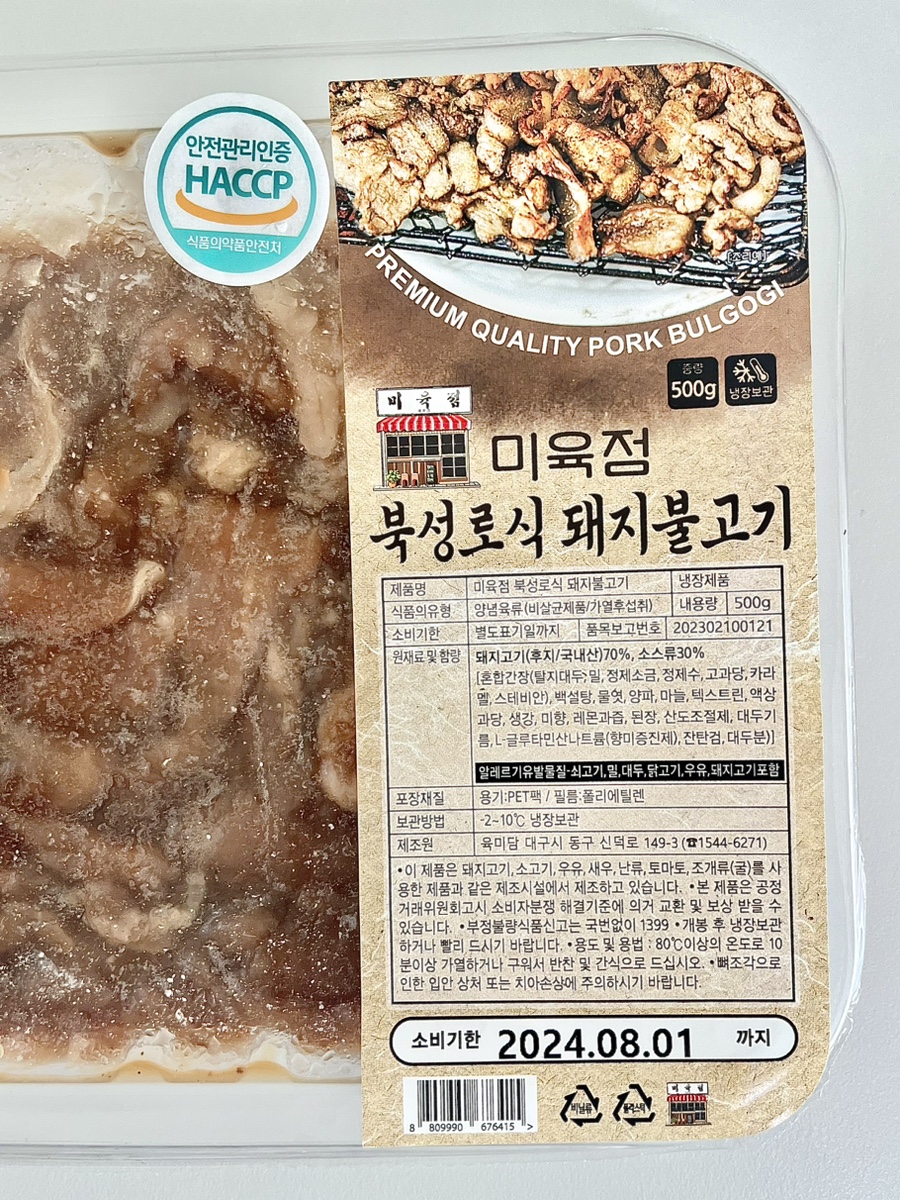 안전관리인증
HACCP
식품의약품안전처
[조리예]
PREMIUM QUALITY PORK BULGOGI
중량
500g
냉장보관
미육점
미육점
북성로식 돼지불고기
제품명 미육점 북성로식 돼지불고기 냉장제품
식품의유형 양념육류(비살균제품/가열후섭취) 내용량 500g
소비기한 별도표기일까지 품목보고번호 202302100121
원재료 및 함량 돼지고기(후지/국내산)70%, 소스류30%
[혼합간장(탈지대두;밀, 정제소금, 정제수, 고과당, 카라
멜, 스테비안), 백설탕, 물엿, 양파, 마늘, 텍스트린, 액상
과당, 생강, 미향, 레몬과즙, 된장, 산도조절제, 대두기
름, L-글루타민산나트륨(향미증진제), 잔탄검, 대두분)]
알레르기유발물질-쇠고기,밀,대두,닭고기,우유,돼지고기포함
포장재질 용기:PET팩 / 필름:폴리에틸렌
보관방법 -2~10℃ 냉장보관
제조원 육미담 대구시 동구 신덕로 149-3 (☎1544-6271)
•이 제품은 돼지고기, 소고기, 우유, 새우, 난류, 토마토, 조개류(굴)를 사
용한 제품과 같은 제조시설에서 제조하고 있습니다. •본 제품은 공정
거래위원회고시 소비자분쟁 해결기준에 의거 교환 및 보상 받을 수
있습니다. •부정불량식품신고는 국번없이 1399 •개봉 후 냉장보관
하거나 빨리 드시기 바랍니다. •용도 및 용법 : 80℃이상의 온도로 10
분이상 가열하거나 구워서 반찬 및 간식으로 드십시오. •뼈조각으로
인한 입안 상처 또는 치아손상에 주의하시기 바랍니다.
소비기한 2024.08.01 까지
8 809990 676415 >
비닐류
플라스틱
미육점